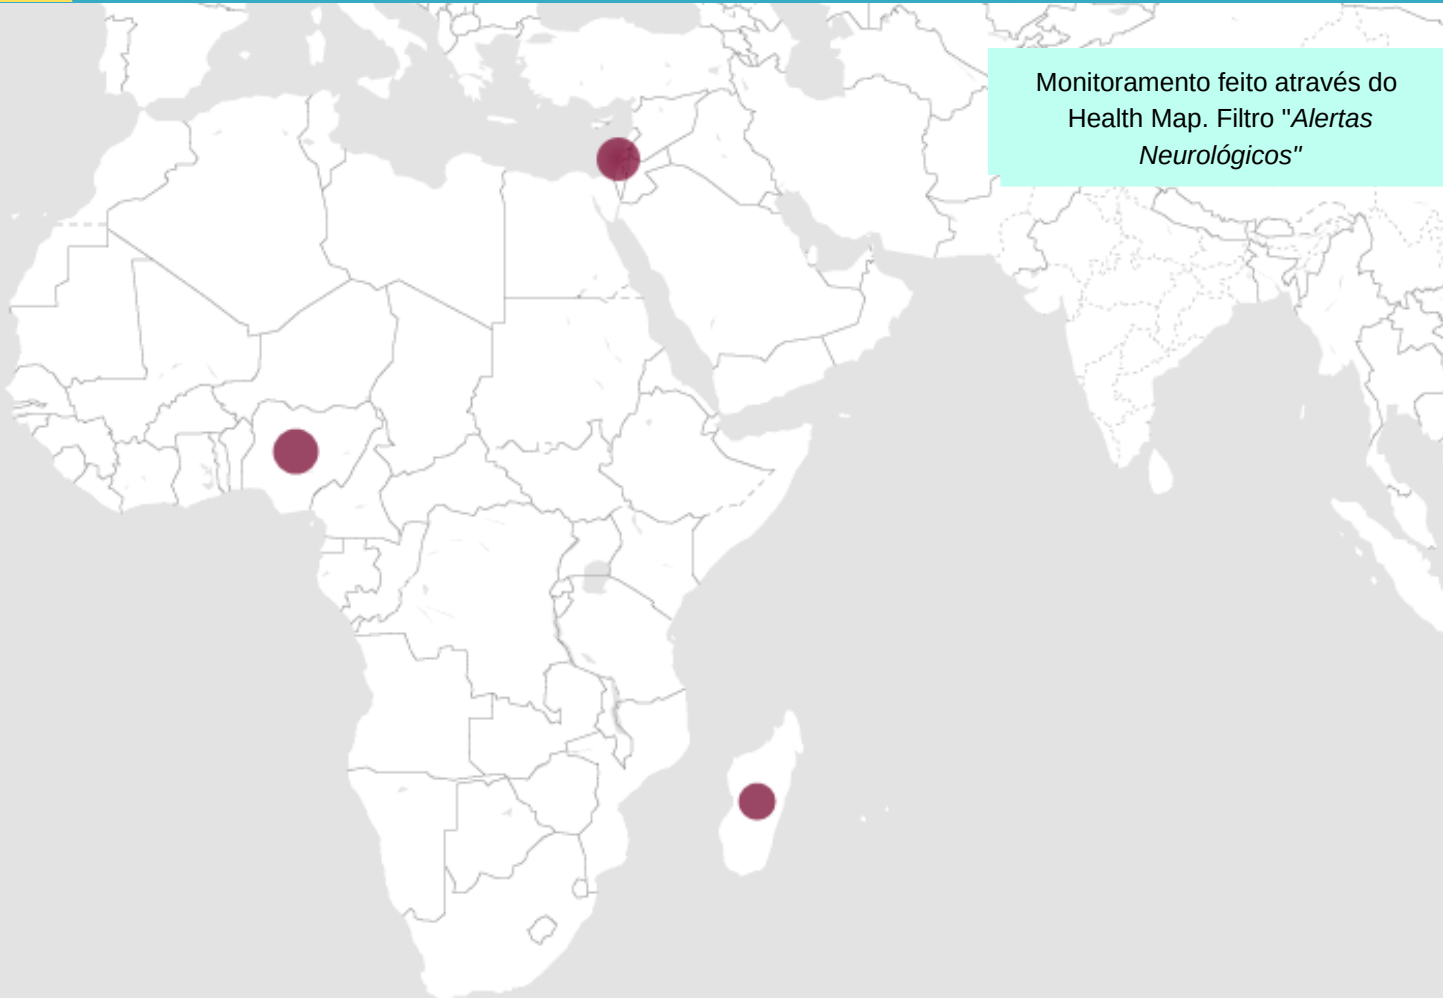 Monitoramento feito através do
Health Map. Filtro "Alertas
Neurológicos"